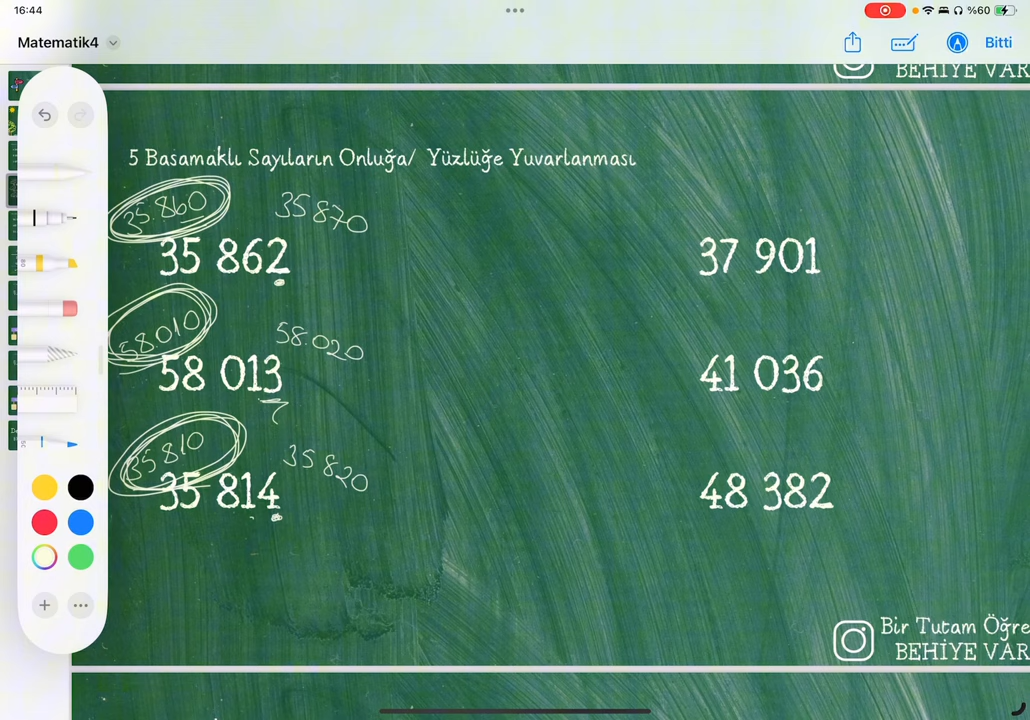 16:44
%60
Matematik4
Bitti
BEHİYE VAR
5 Basamaklı Sayıların Onluğa/ Yüzlüğe Yuvarlanması
35.860 35 870
35 862
37 901
58.010 58.020
58 013
41 036
35 810 35 820
35 814
48 382
Bir Tutam Öğre
BEHİYE VAR